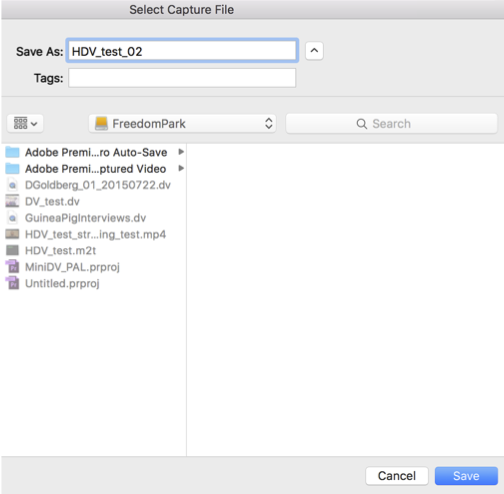 Select Capture File
Save As: HDV_test_02
Tags:
FreedomPark
Search
Adobe Premi...ro Auto-Save
Adobe Premi...ptured Video
DGoldberg_01_20150722.dv
DV_test.dv
GuineaPigInterviews.dv
HDV_test_str...ing_test.mp4
HDV_test.m2t
MiniDV_PAL.prproj
Untitled.prproj
Cancel
Save